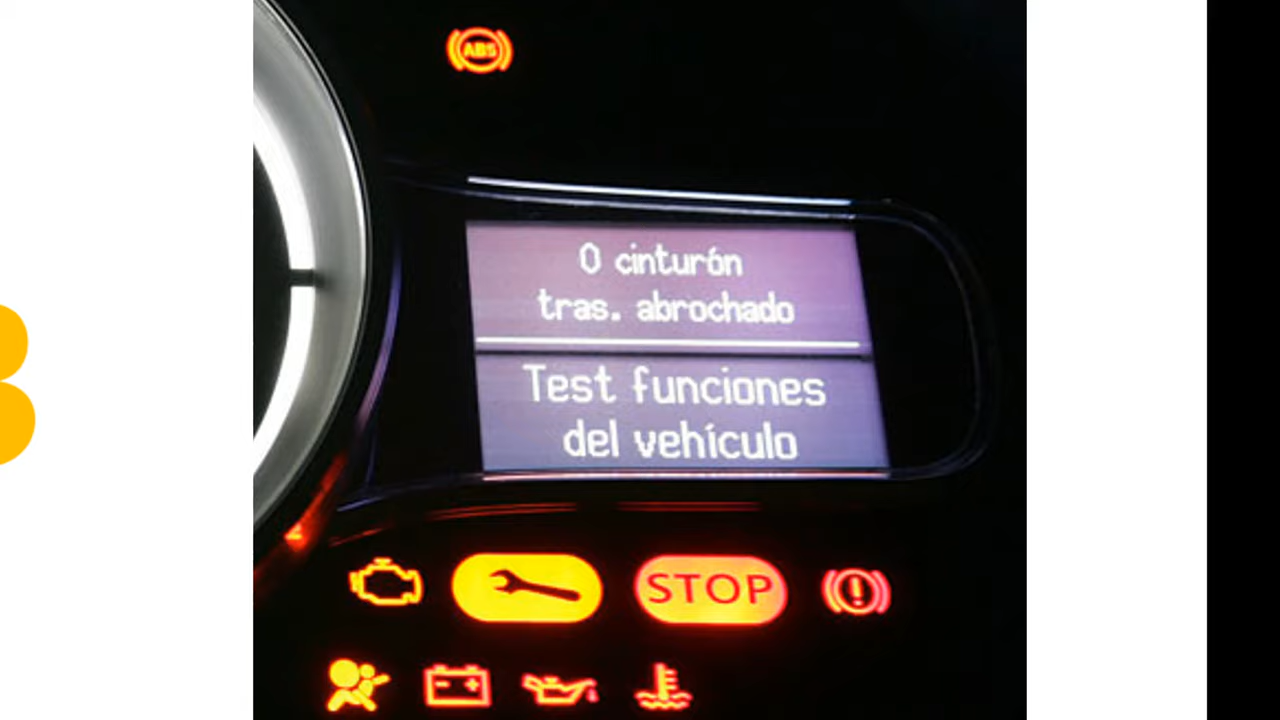 ABS
0 cinturón
tras. abrochado
Test funciones
del vehículo
STOP